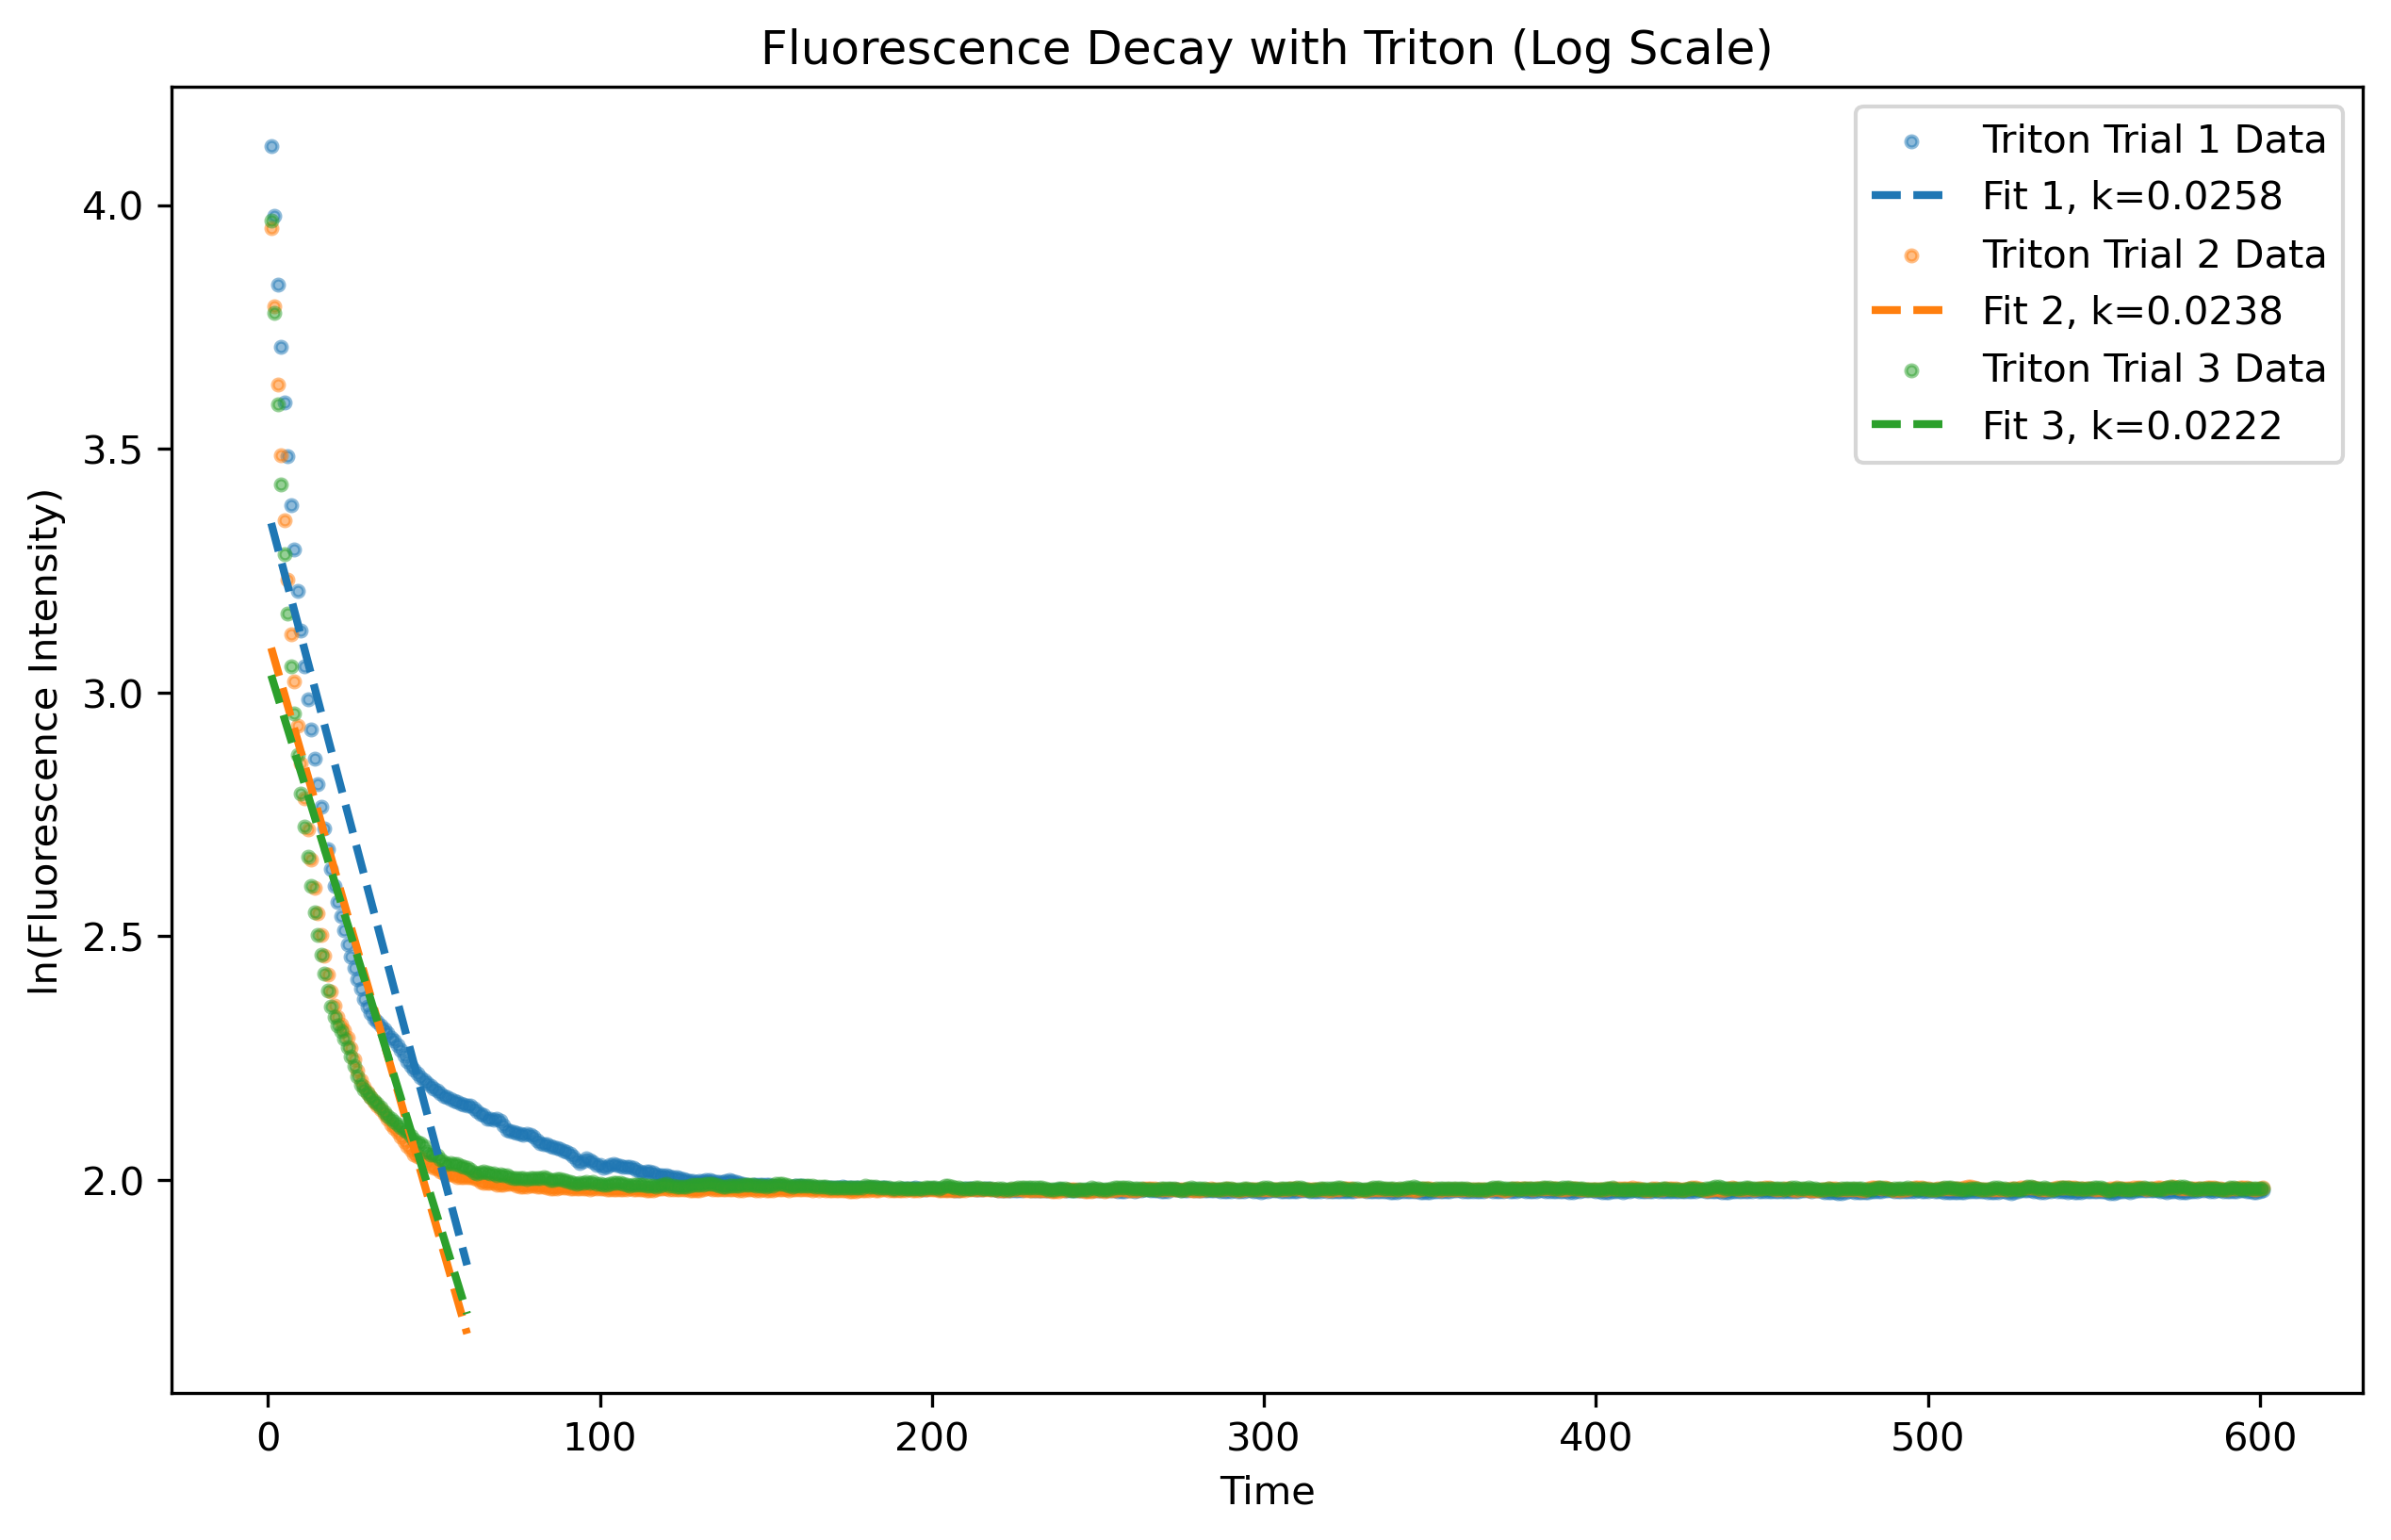 Fluorescence Decay with Triton (Log Scale)
Triton Trial 1 Data
Fit 1, k=0.0258
Triton Trial 2 Data
Fit 2, k=0.0238
Triton Trial 3 Data
Fit 3, k=0.0222
ln(Fluorescence Intensity)
4.0
3.5
3.0
2.5
2.0
0 100 200 300 400 500 600
Time